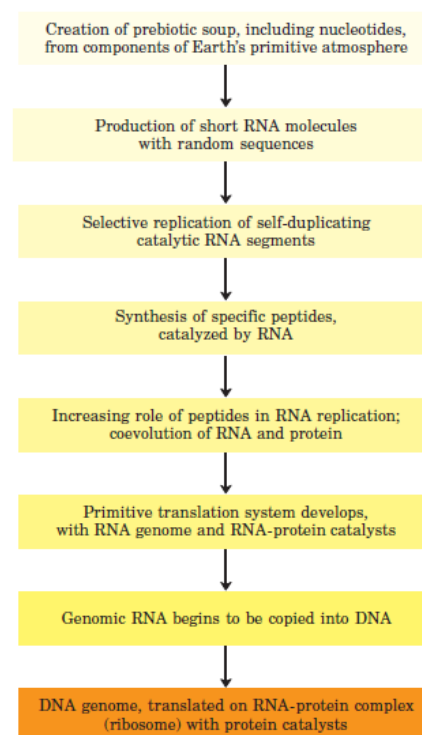 Creation of prebiotic soup, including nucleotides,
from components of Earth's primitive atmosphere
Production of short RNA molecules
with random sequences
Selective replication of self-duplicating
catalytic RNA segments
Synthesis of specific peptides,
catalyzed by RNA
Increasing role of peptides in RNA replication;
coevolution of RNA and protein
Primitive translation system develops,
with RNA genome and RNA-protein catalysts
Genomic RNA begins to be copied into DNA
DNA genome, translated on RNA-protein complex
(ribosome) with protein catalysts